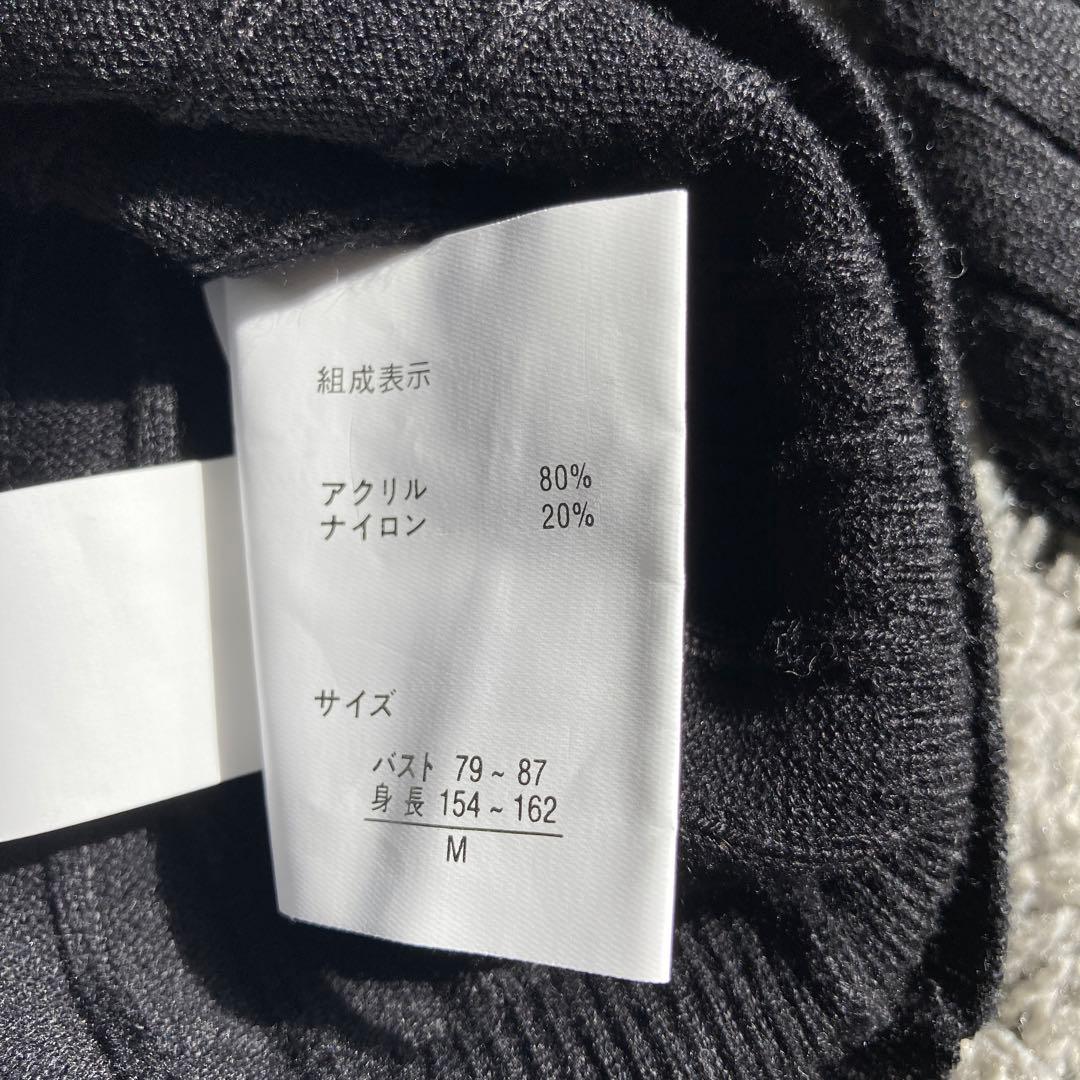 組成表示
アクリル 80%
ナイロン 20%
サイズ
バスト 79~87
身長 154~162
M